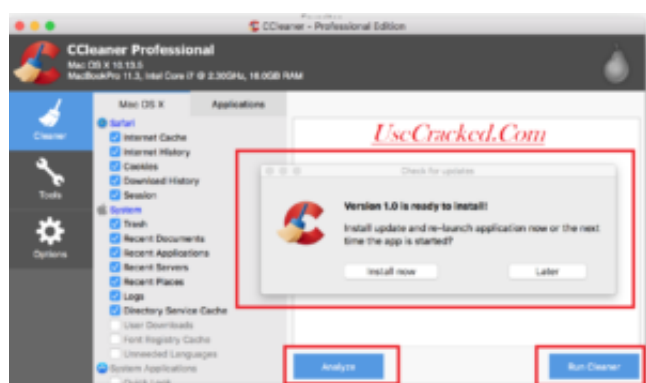 CCleaner - Professional Edition
CCleaner Professional
Mac OS X 10.13.5
MacBookPro 11.3, Intel Core i7 @ 2.30GHz, 16.0GB RAM
Mac OS X Applications
Cleaner
Tools
Options
Safari
Internet Cache
Internet History
Cookies
Download History
Session
System
Trash
Recent Documents
Recent Applications
Recent Servers
Recent Places
Logs
Directory Service Cache
User Downloads
Font Registry Cache
Unneeded Languages
System Applications
Quick Look
UseCracked.Com
Check for updates
Version 1.0 is ready to install!
Install update and re-launch application now or the next
time the app is started?
Install now Later
Analyze Run Cleaner